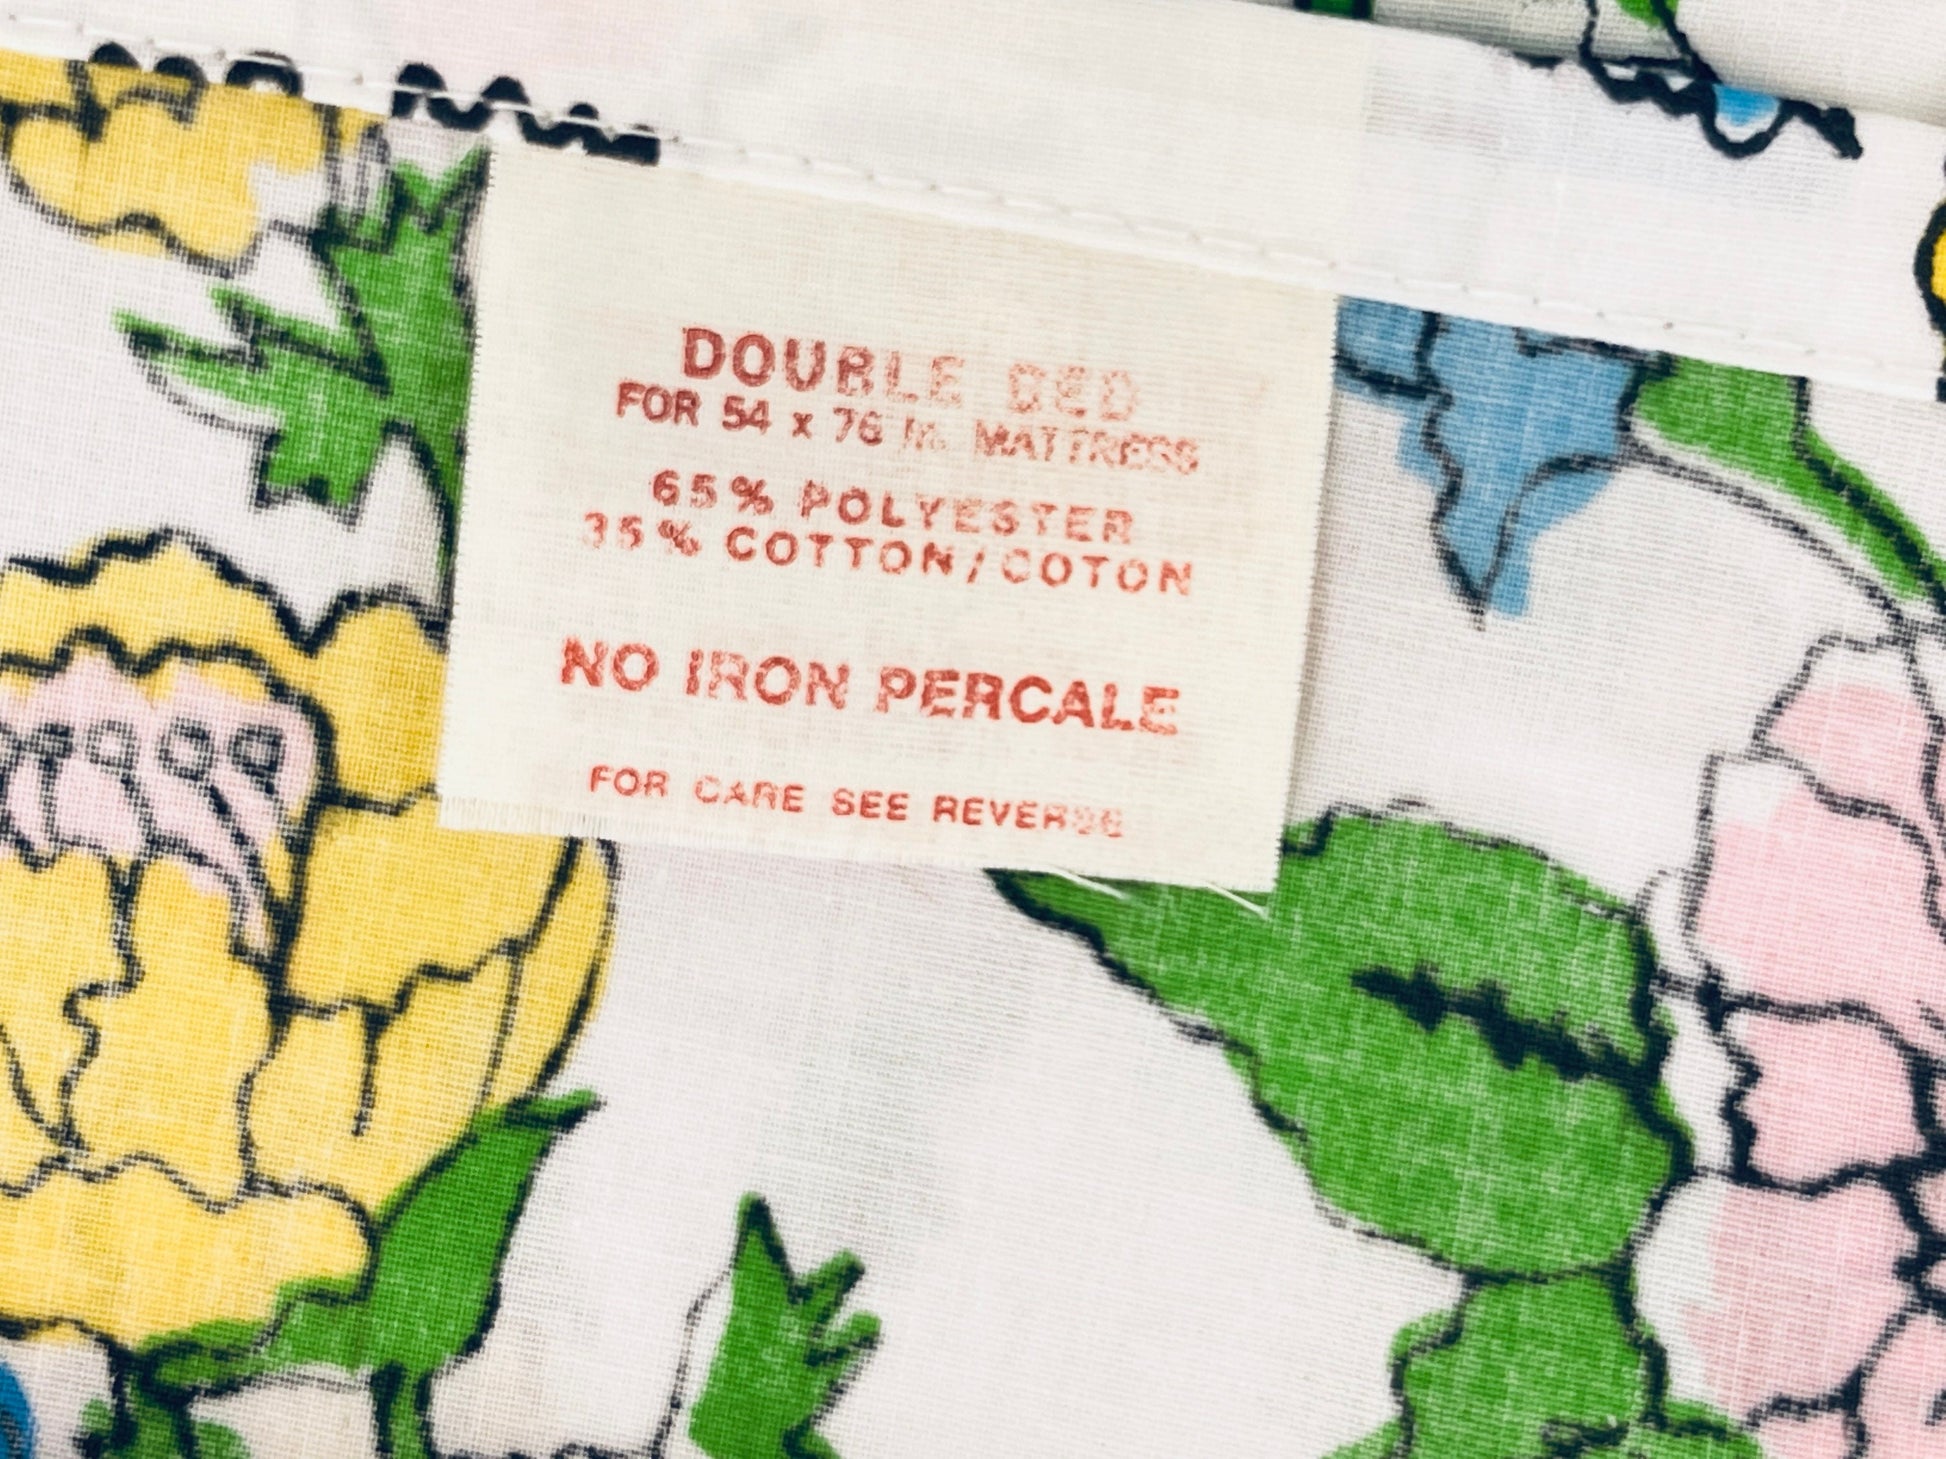 DOUBLE BED
FOR 54 x 76 in. MATTRESS
65% POLYESTER
35% COTTON/COTON
NO IRON PERCALE
FOR CARE SEE REVERSE